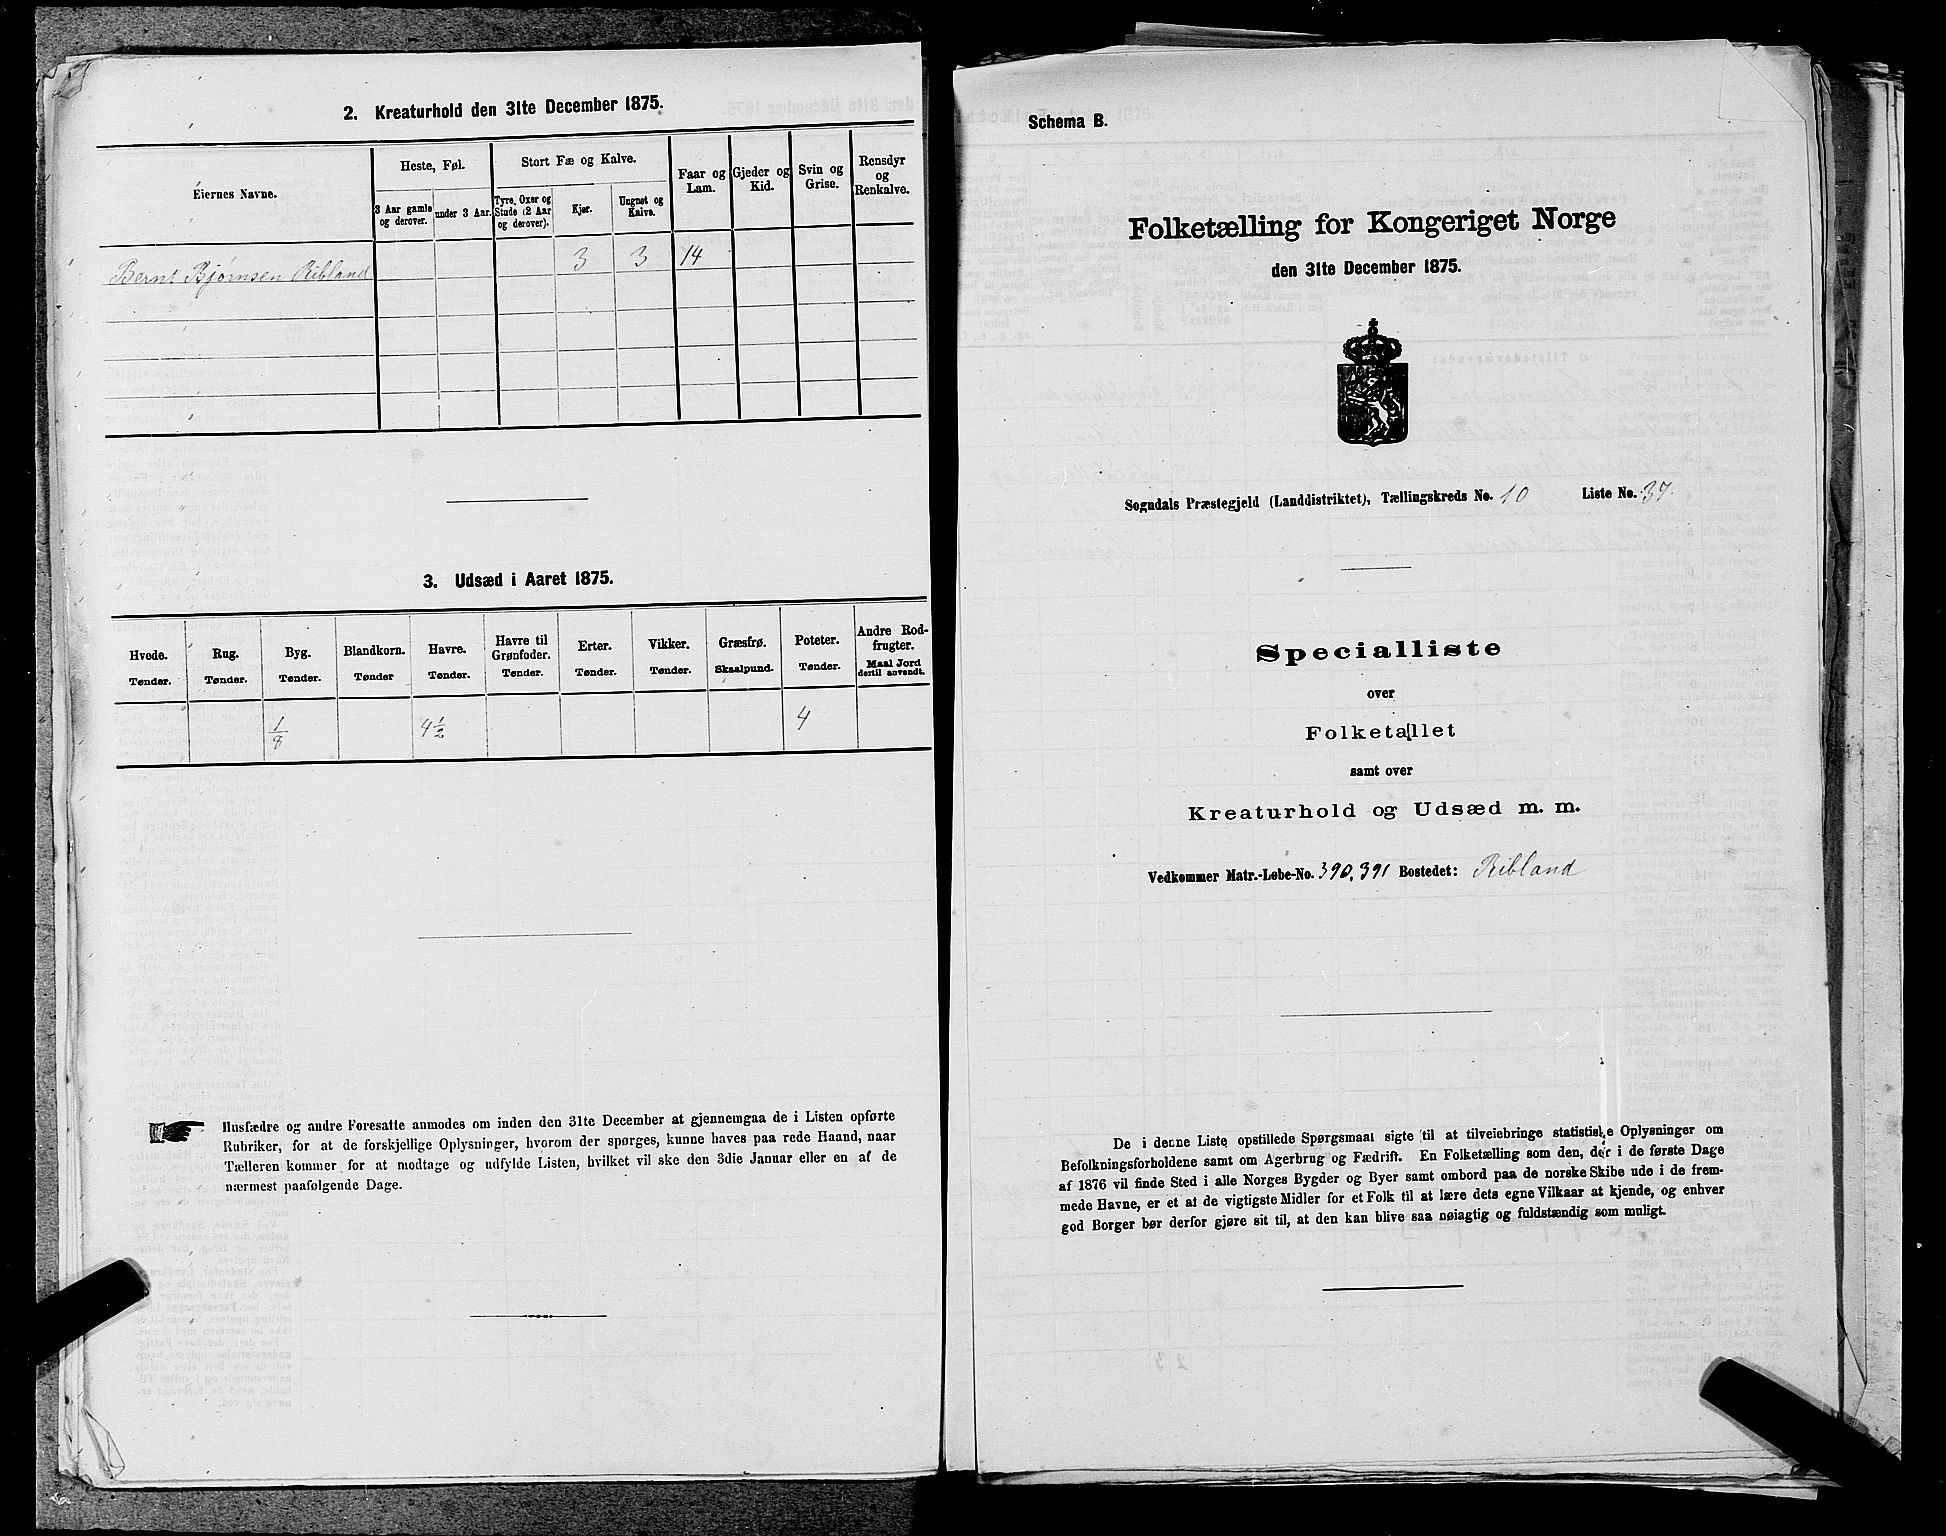 2. Kreaturhold den 31te December 1875.
Eiernes Navne.
Heste, Føl.
3 Aar gamle og derover.
under 3 Aar.
Stort Fæ og Kalve.
Tyre, Oxer og Stude (2 Aar og derover).
Kjør.
Ungnøt og Kalve.
Faar og Lam.
Gjeder og Kid.
Svin og Grise.
Rensdyr og Renkalve.
Bernt Bjørnsen Ribland 3 3 14
3. Udsæd i Aaret 1875.
Hvede. Rug. Byg. Blandkorn. Havre. Havre til Grønfoder. Erter. Vikker. Græsfrø. Poteter. Andre Rodfrugter.
Tønder. Tønder. Tønder. Tønder Tønder. Tønder. Tønder. Tønder. Skaalpund. Tønder. Maal Jord dertil anvendt.
1/8 4 1/2 4
Husfædre og andre Foresatte anmodes om inden den 31te December at gjennemgaa de i Listen opførte
Rubriker, for at de forskjellige Oplysninger, hvorom der spørges, kunne haves paa rede Haand, naar
Tælleren kommer for at modtage og udfylde Listen, hvilket vil ske den 3die Januar eller en af de
nærmest paafølgende Dage.
Schema B.
Folketælling for Kongeriget Norge
den 31te December 1875.
Sogndals Præstegjeld (Landdistriktet), Tællingskreds No. 10 Liste No. 37.
Specialliste
over
Folketallet
samt over
Kreaturhold og Udsæd m. m.
Vedkommer Matr.-Løbe-No. 390, 391 Bostedet: Ribland
De i denne Liste opstillede Spørgsmaal sigte til at tilveiebringe statistiske Oplysninger om
Befolkningsforholdene samt om Agerbrug og Fædrift. En Folketælling som den, der i de første Dage
af 1876 vil finde Sted i alle Norges Bygder og Byer samt ombord paa de norske Skibe ude i de frem-
mede Havne, er et af de vigtigste Midler for et Folk til at lære dets egne Vilkaar at kjende, og enhver
god Borger bør derfor gjøre sit til, at den kan blive saa nøiagtig og fuldstændig som muligt.